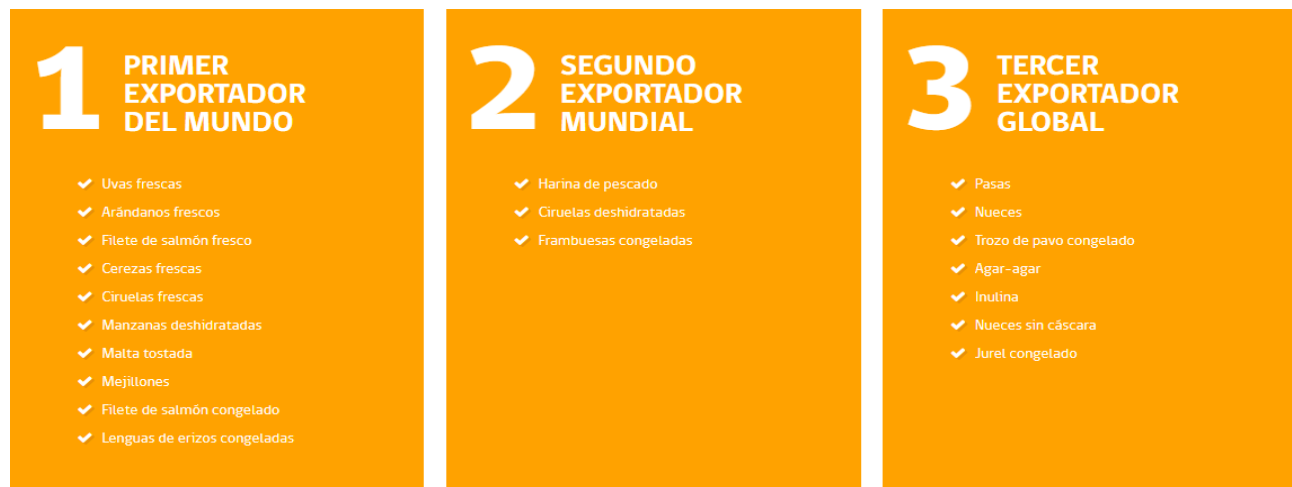 1
PRIMER
EXPORTADOR
DEL MUNDO
Uvas frescas
Arándanos frescos
Filete de salmón fresco
Cerezas frescas
Ciruelas frescas
Manzanas deshidratadas
Malta tostada
Mejillones
Filete de salmón congelado
Lenguas de erizos congeladas
2
SEGUNDO
EXPORTADOR
MUNDIAL
Harina de pescado
Ciruelas deshidratadas
Frambuesas congeladas
3
TERCER
EXPORTADOR
GLOBAL
Pasas
Nueces
Trozo de pavo congelado
Agar-agar
Inulina
Nueces sin cáscara
Jurel congelado